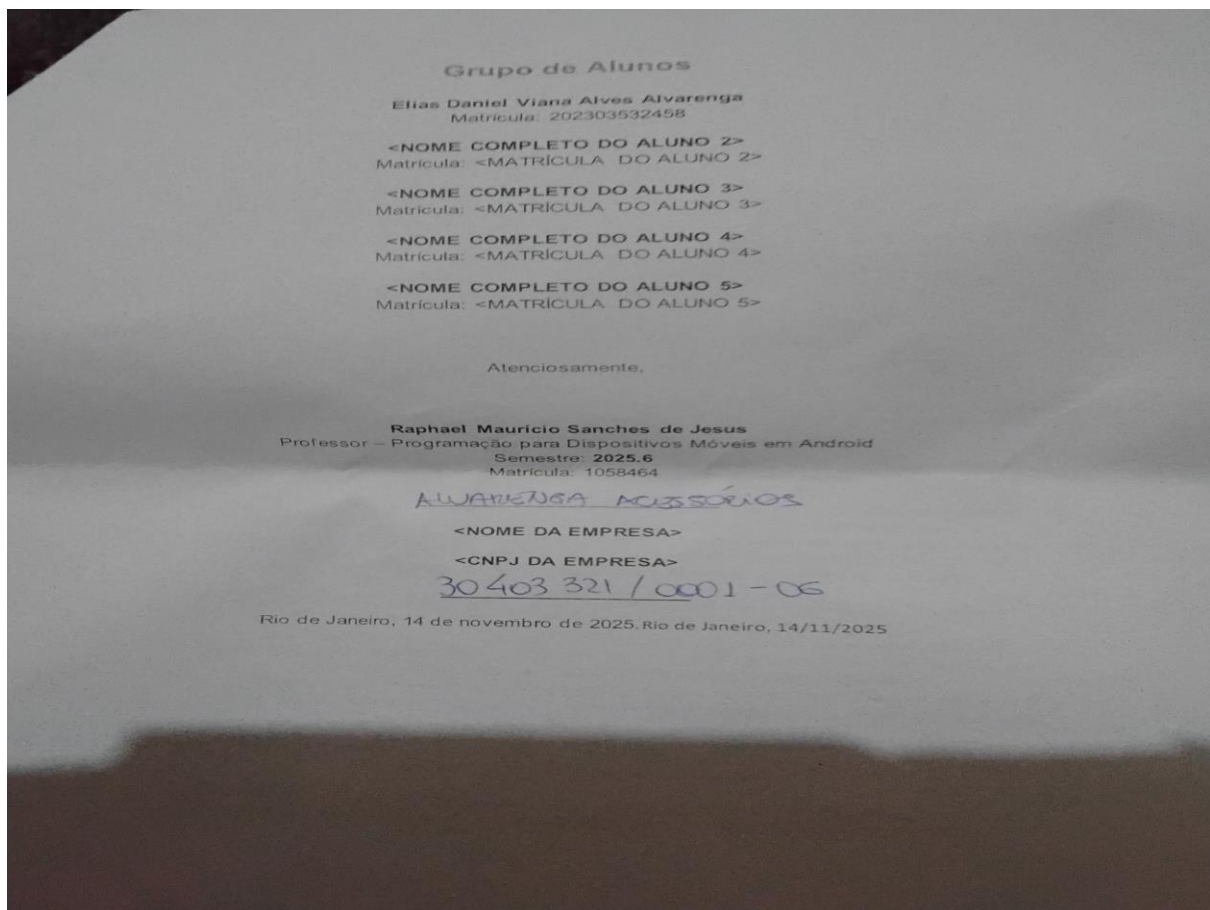 Grupo de Alunos
Elias Daniel Viana Alves Alvarenga
Matrícula: 202303532458
<NOME COMPLETO DO ALUNO 2>
Matrícula: <MATRÍCULA DO ALUNO 2>
<NOME COMPLETO DO ALUNO 3>
Matrícula: <MATRÍCULA DO ALUNO 3>
<NOME COMPLETO DO ALUNO 4>
Matrícula: <MATRÍCULA DO ALUNO 4>
<NOME COMPLETO DO ALUNO 5>
Matrícula: <MATRÍCULA DO ALUNO 5>
Atenciosamente,
Raphael Mauricio Sanches de Jesus
Professor – Programação para Dispositivos Móveis em Android
Semestre: 2025.6
Matrícula: 1058464
ALVARENGA ACESSÓRIOS
<NOME DA EMPRESA>
<CNPJ DA EMPRESA>
30403 321/0001-06
Rio de Janeiro, 14 de novembro de 2025. Rio de Janeiro, 14/11/2025